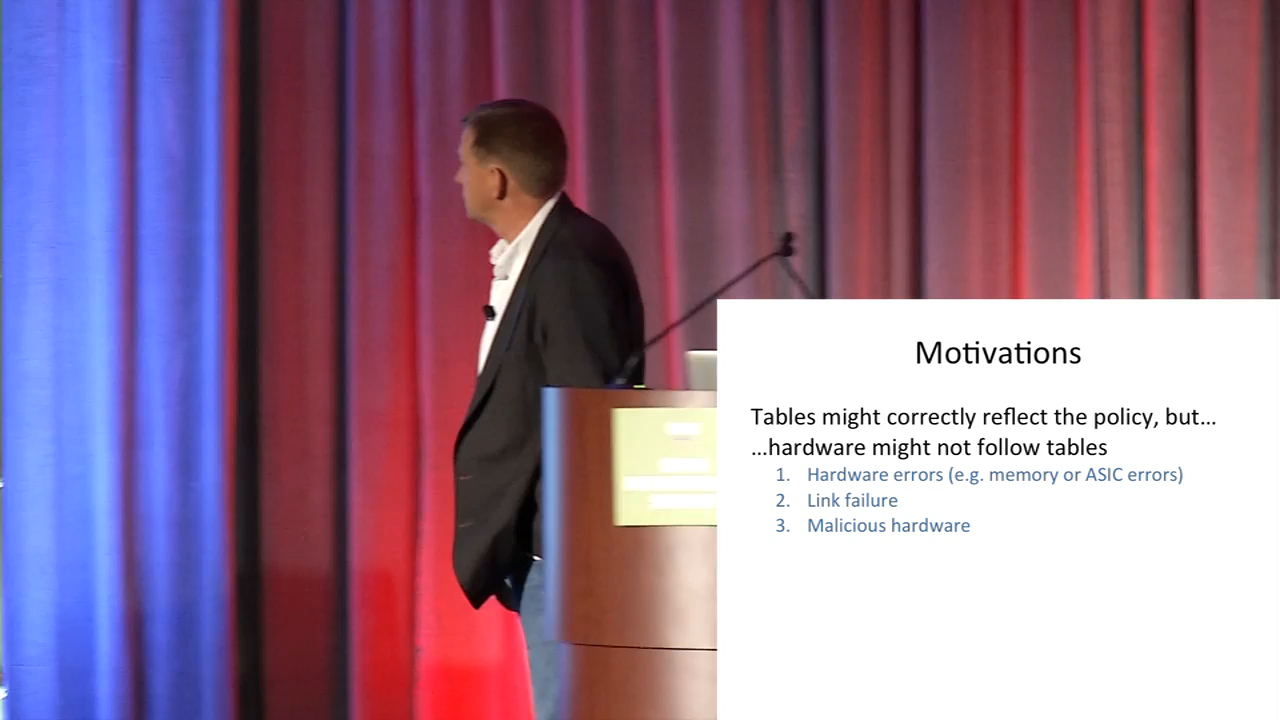 Motivations
Tables might correctly reflect the policy, but...
...hardware might not follow tables
1. Hardware errors (e.g. memory or ASIC errors)
2. Link failure
3. Malicious hardware